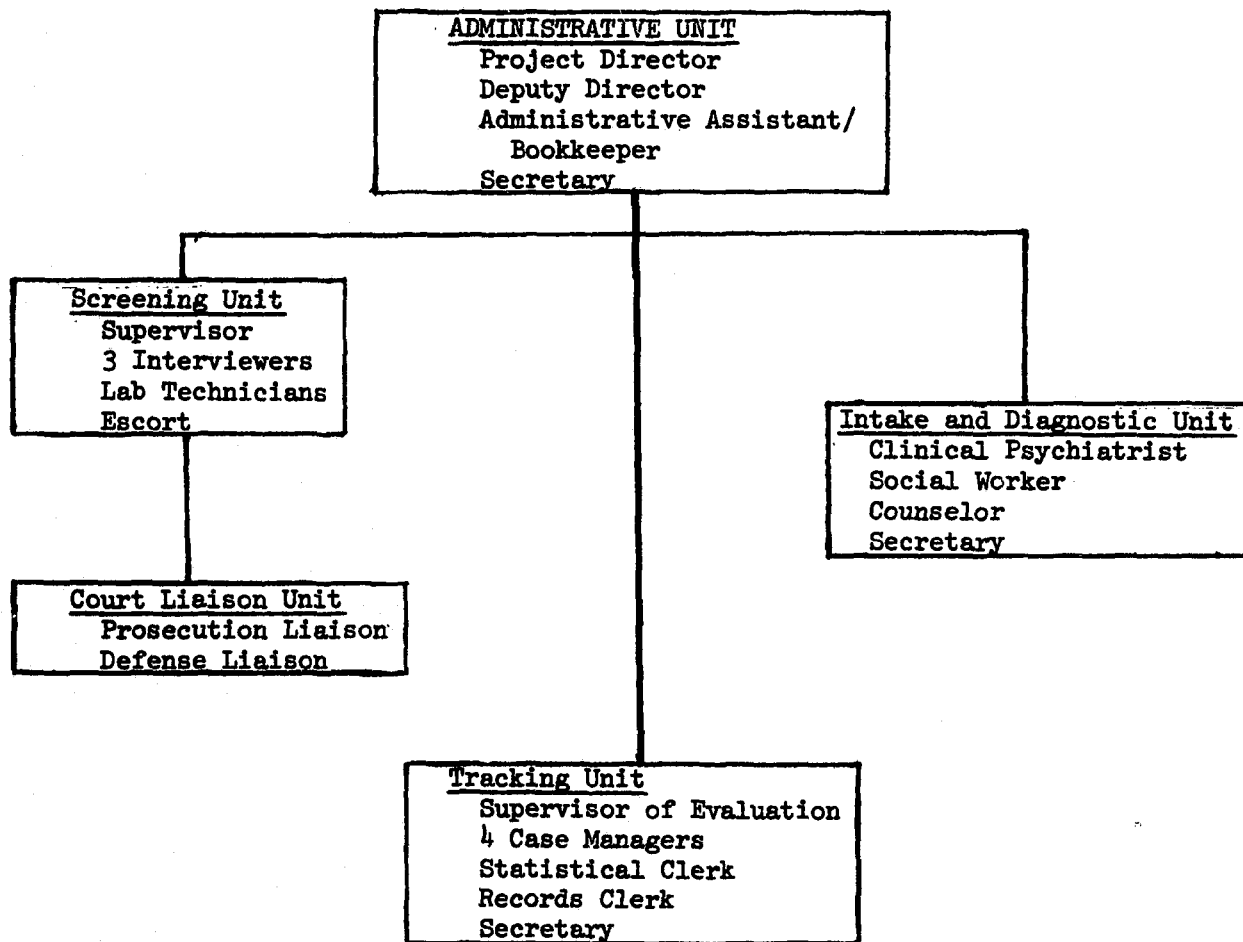 ADMINISTRATIVE UNIT
Project Director
Deputy Director
Administrative Assistant/
Bookkeeper
Secretary
Screening Unit
Supervisor
3 Interviewers
Lab Technicians
Escort
Intake and Diagnostic Unit
Clinical Psychiatrist
Social Worker
Counselor
Secretary
Court Liaison Unit
Prosecution Liaison
Defense Liaison
Tracking Unit
Supervisor of Evaluation
4 Case Managers
Statistical Clerk
Records Clerk
Secretary